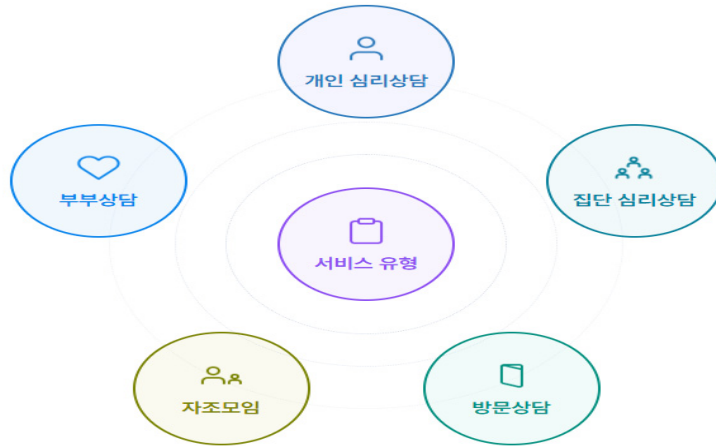 개인 심리상담
부부상담
집단 심리상담
서비스 유형
자조모임
방문상담